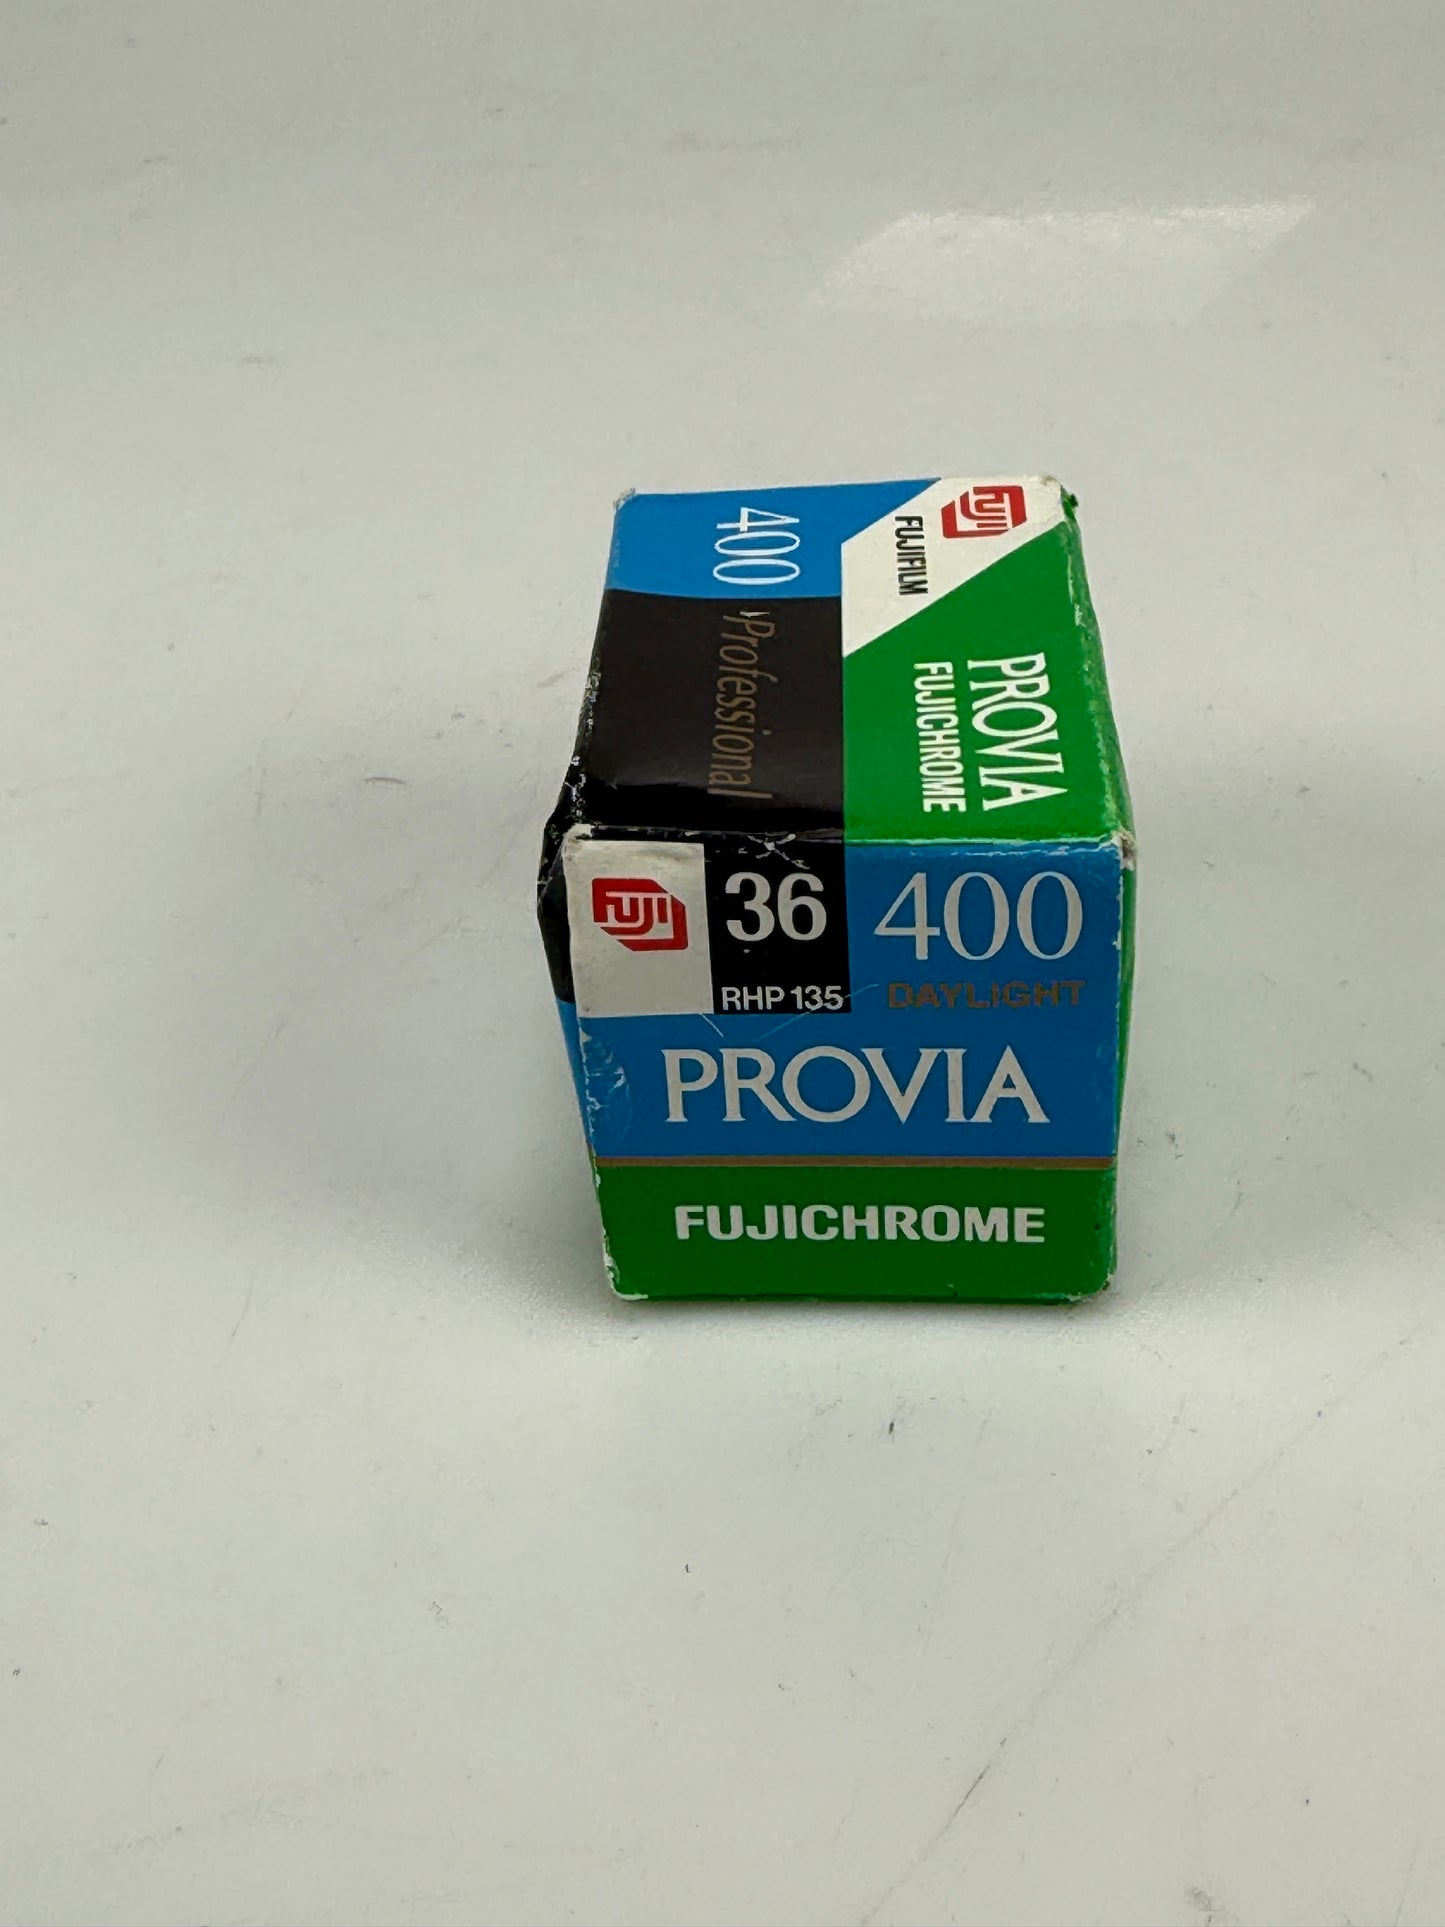 400
Professional
FUJI
FUJIFILM
PROVIA
FUJICHROME
FUJI
36
RHP 135
400
DAYLIGHT
PROVIA
FUJICHROME